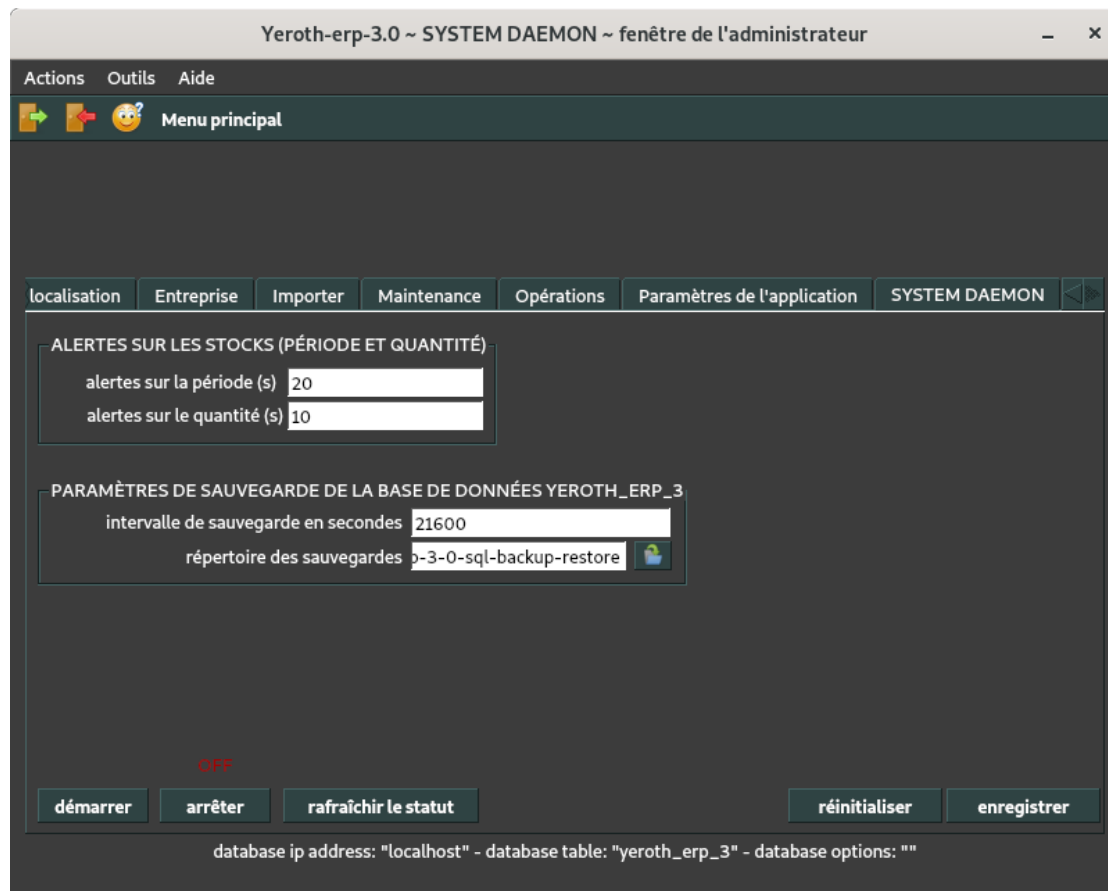 Yeroth-erp-3.0 ~ SYSTEM DAEMON ~ fenêtre de l'administrateur
Actions Outils Aide
Menu principal
localisation Entreprise Importer Maintenance Opérations Paramètres de l'application SYSTEM DAEMON
ALERTES SUR LES STOCKS (PÉRIODE ET QUANTITÉ)
alertes sur la période (s) 20
alertes sur le quantité (s) 10
PARAMÈTRES DE SAUVEGARDE DE LA BASE DE DONNÉES YEROTH_ERP_3
intervalle de sauvegarde en secondes 21600
répertoire des sauvegardes -3-0-sql-backup-restore
OFF
démarrer arrêter rafraîchir le statut réinitialiser enregistrer
database ip address: "localhost" - database table: "yeroth_erp_3" - database options: ""